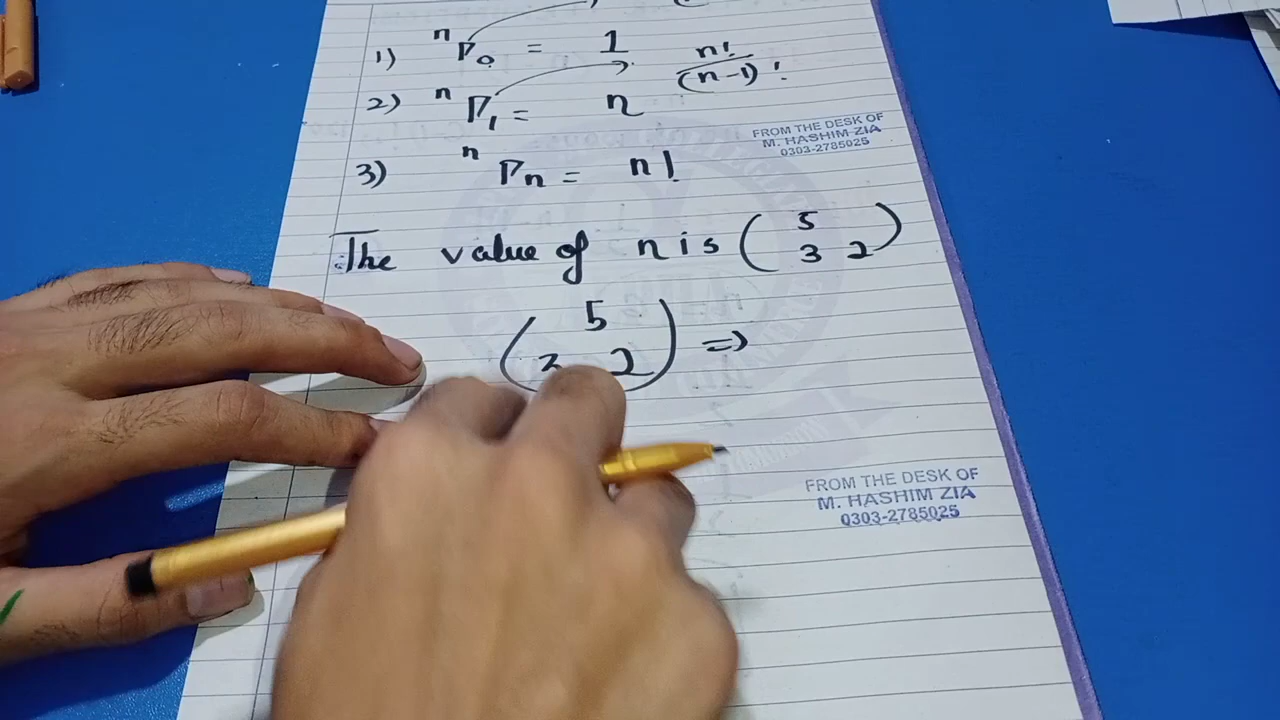 1) ⁿP₀ = 1
n!
(n-1)!
2) ⁿP₁ = n
FROM THE DESK OF
M. HASHIM ZIA
0303-2785025
3) ⁿPₙ = n!
The value of n is ( 5
3 2 )
( 5
3 2 ) ⇒
FROM THE DESK OF
M. HASHIM ZIA
0303-2785025